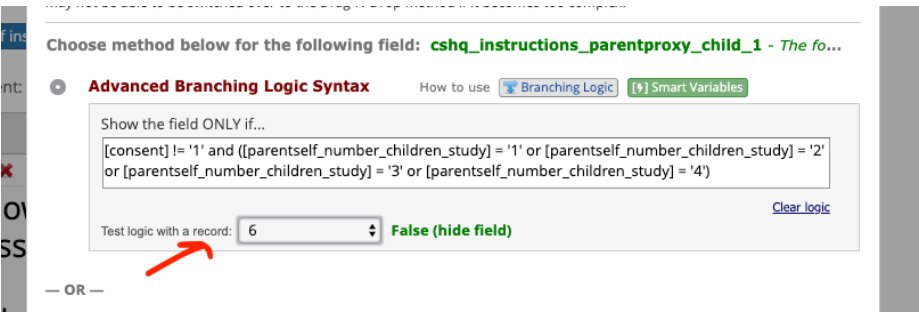 Choose method below for the following field: cshq_instructions_parentproxy_child_1 - The fo...
Advanced Branching Logic Syntax How to use Branching Logic [ϟ] Smart Variables
Show the field ONLY if...
[consent] != '1' and ([parentself_number_children_study] = '1' or [parentself_number_children_study] = '2'
or [parentself_number_children_study] = '3' or [parentself_number_children_study] = '4')
Clear logic
Test logic with a record: 6 False (hide field)
— OR —